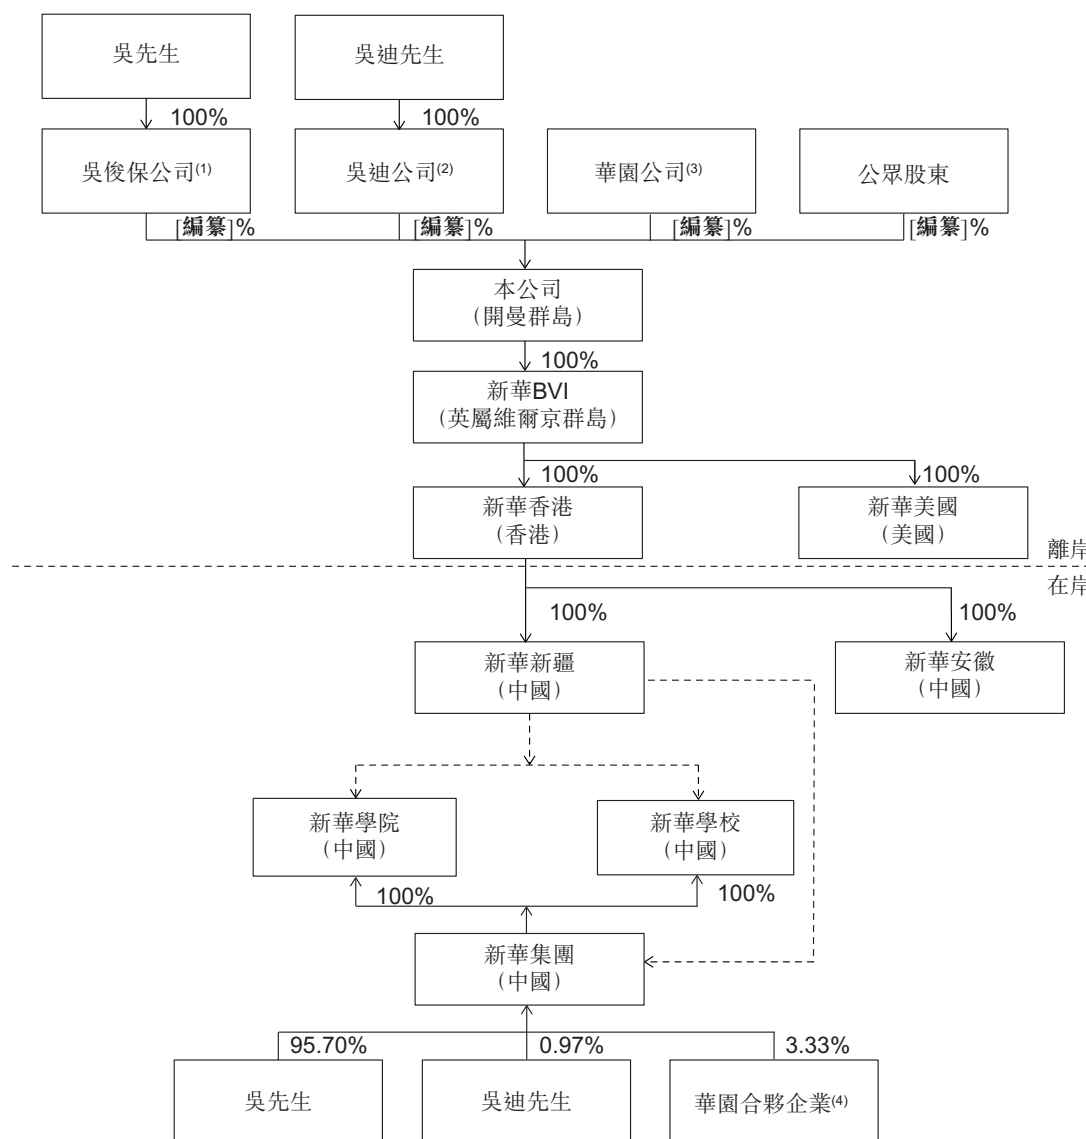 吳先生
吳迪先生
100%
100%
吳俊保公司(1)
吳迪公司(2)
華園公司(3)
公眾股東
[編纂]%
[編纂]%
[編纂]%
[編纂]%
本公司
（開曼群島）
100%
新華BVI
（英屬維爾京群島）
100%
100%
新華香港
（香港）
新華美國
（美國）
離岸
在岸
100%
100%
新華新疆
（中國）
新華安徽
（中國）
新華學院
（中國）
新華學校
（中國）
100%
100%
新華集團
（中國）
95.70%
0.97%
3.33%
吳先生
吳迪先生
華園合夥企業(4)